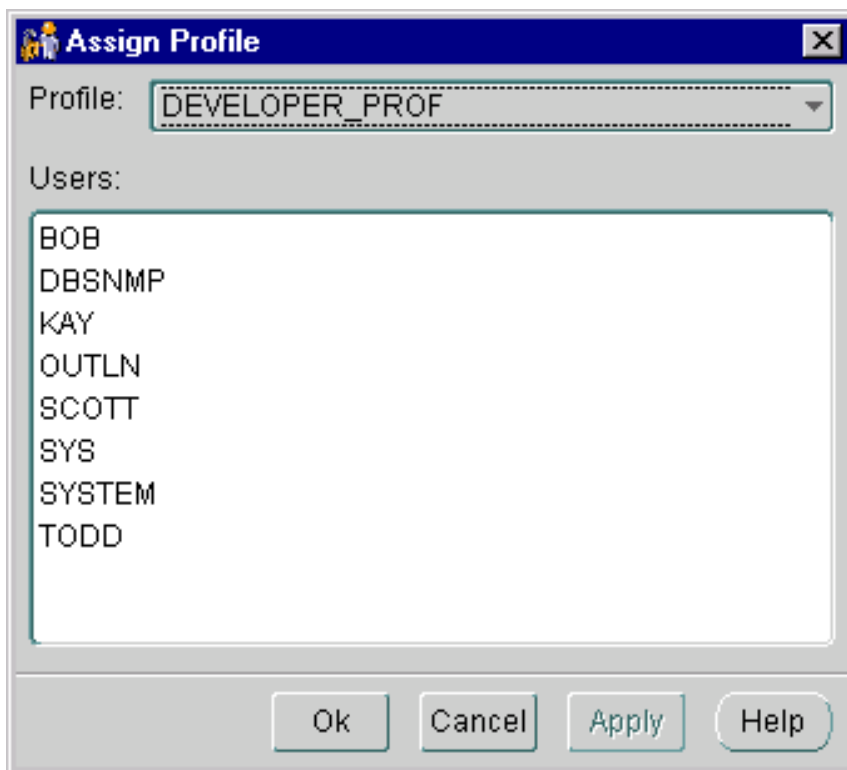 Assign Profile
Profile: DEVELOPER_PROF
Users:
BOB
DBSNMP
KAY
OUTLN
SCOTT
SYS
SYSTEM
TODD
Ok Cancel Apply Help